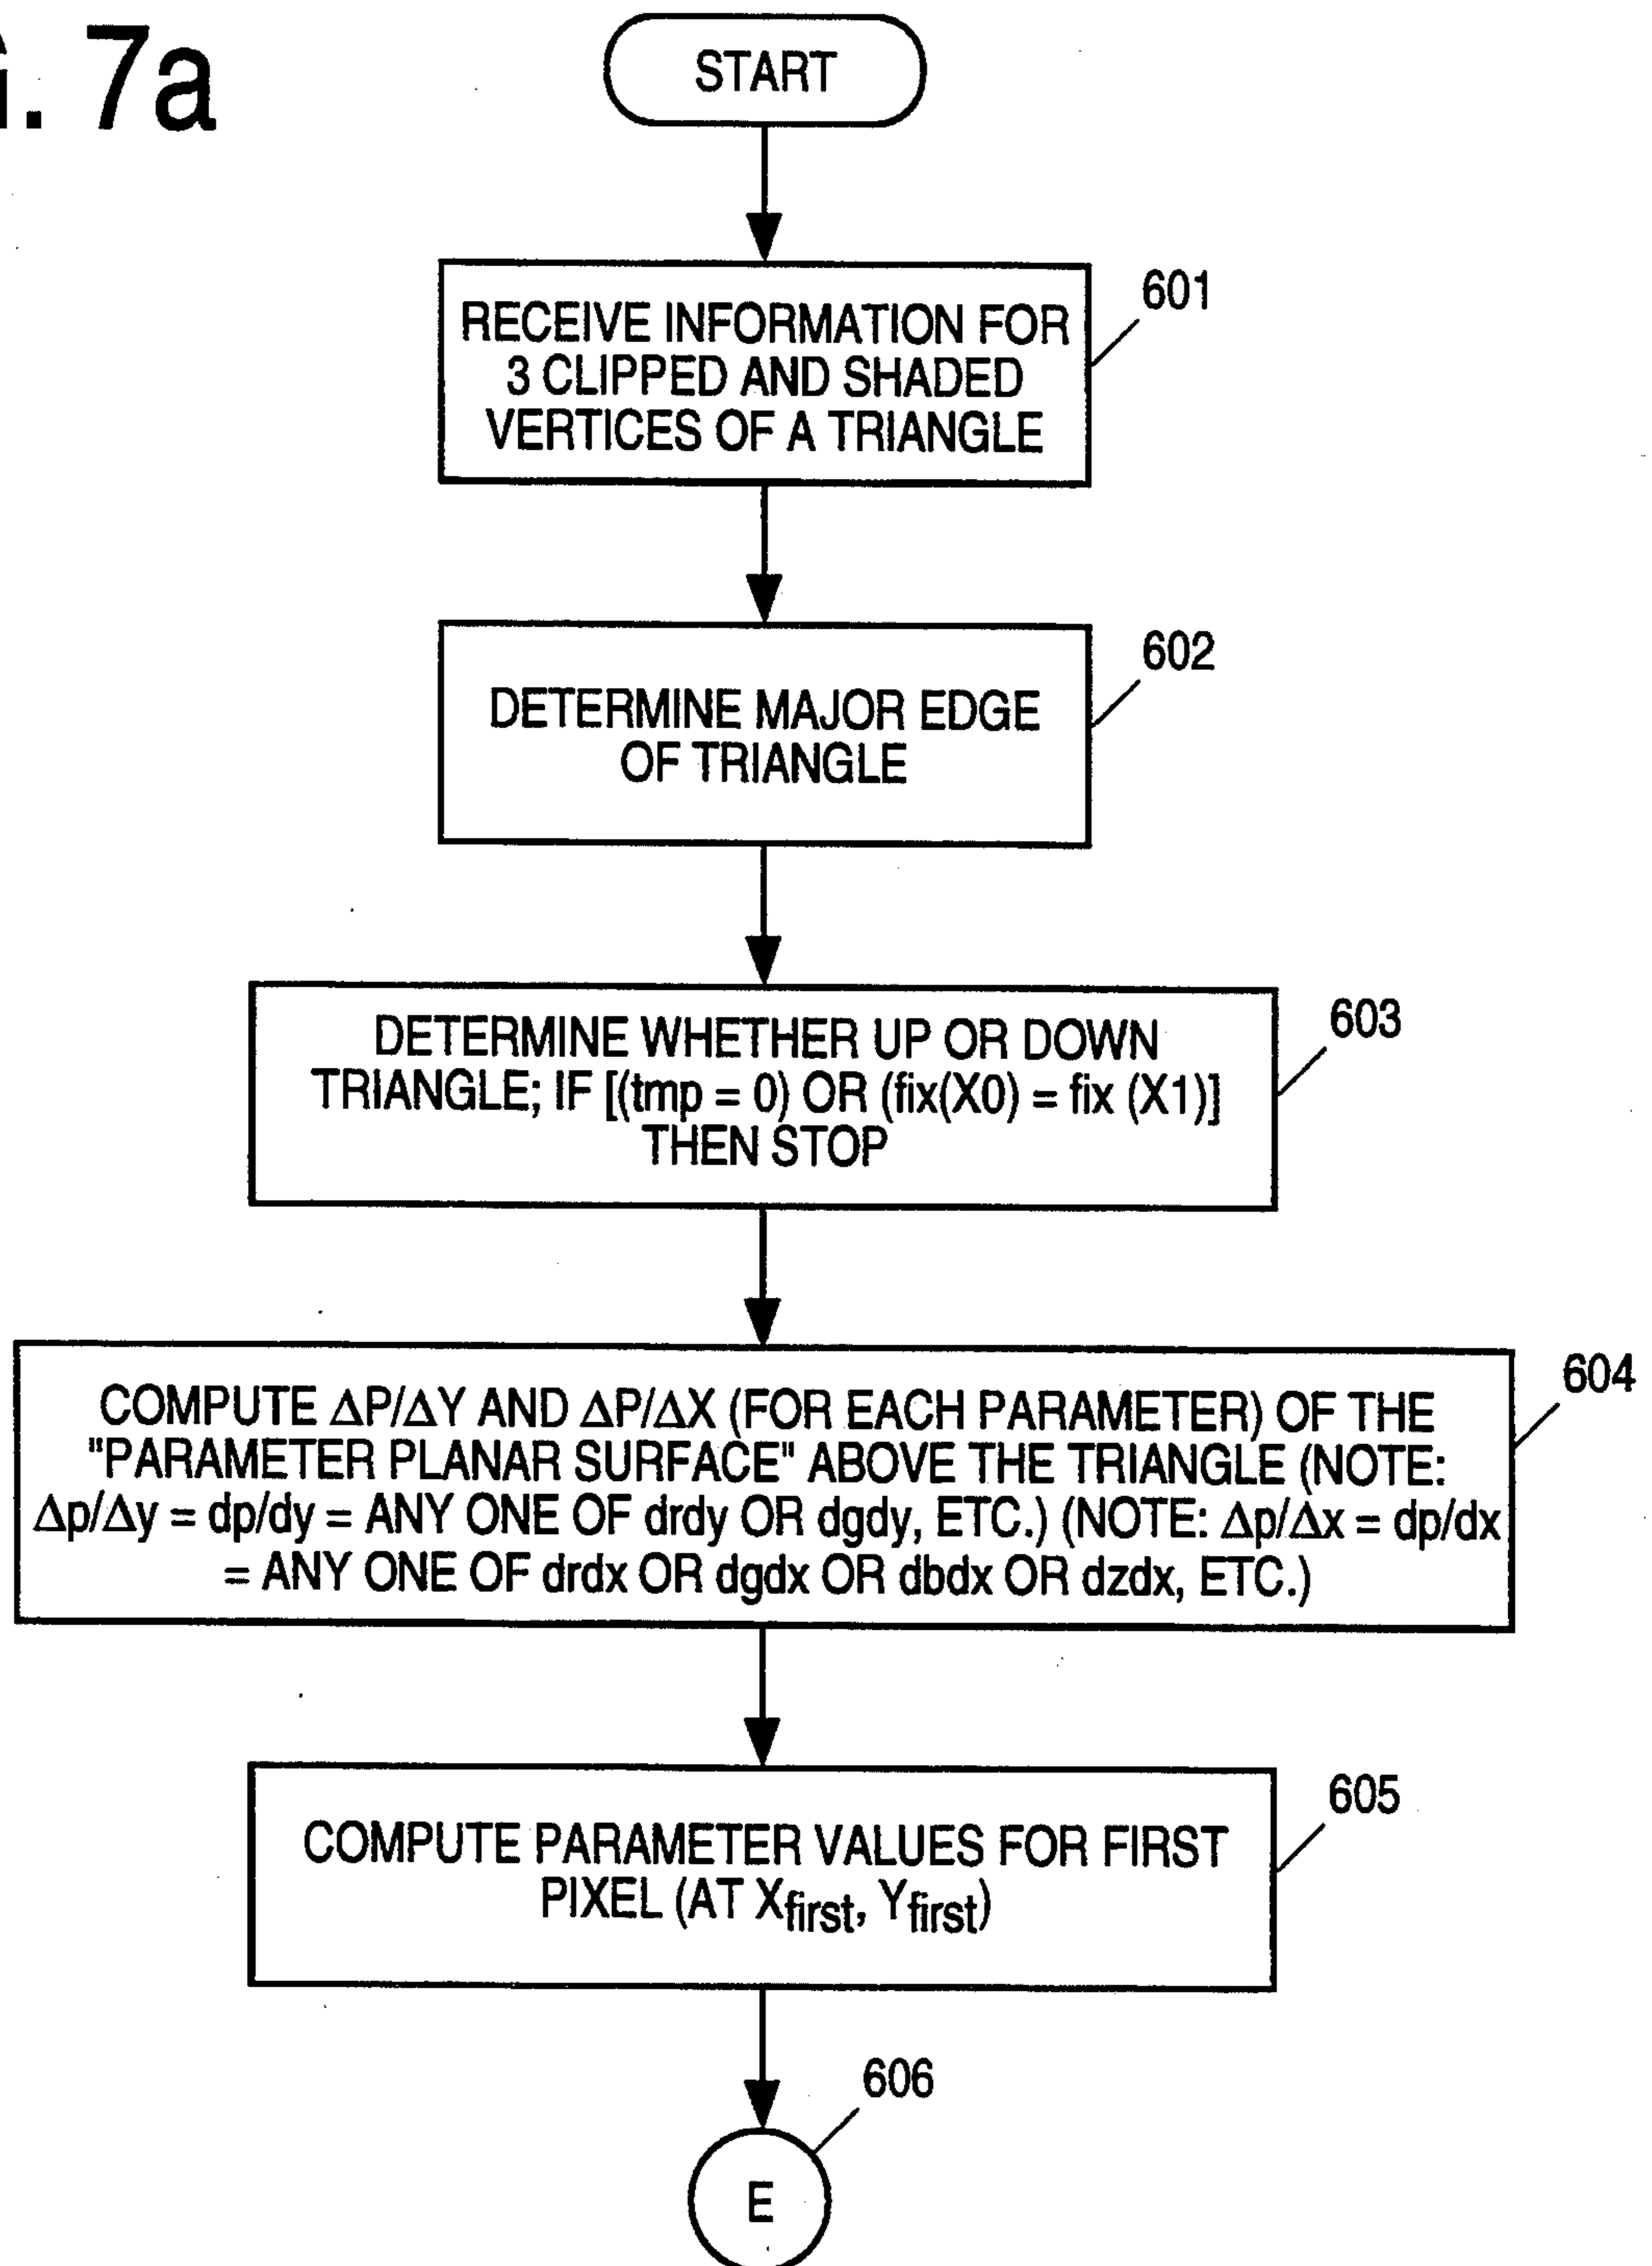 . 7a
START
601
RECEIVE INFORMATION FOR
3 CLIPPED AND SHADED
VERTICES OF A TRIANGLE
602
DETERMINE MAJOR EDGE
OF TRIANGLE
603
DETERMINE WHETHER UP OR DOWN
TRIANGLE; IF [(tmp = 0) OR (fix(X0) = fix (X1)]
THEN STOP
604
COMPUTE ΔP/ΔY AND ΔP/ΔX (FOR EACH PARAMETER) OF THE
"PARAMETER PLANAR SURFACE" ABOVE THE TRIANGLE (NOTE:
Δp/Δy = dp/dy = ANY ONE OF drdy OR dgdy, ETC.) (NOTE: Δp/Δx = dp/dx
= ANY ONE OF drdx OR dgdx OR dbdx OR dzdx, ETC.)
605
COMPUTE PARAMETER VALUES FOR FIRST
PIXEL (AT Xfirst, Yfirst)
606
E